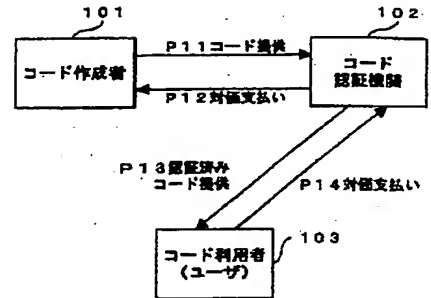 101
102
P11コード提供
コード作成者
コード
認証機関
P12対価支払い
P13認証済み
コード提供
P14対価支払い
コード利用者
(ユーザ)
103